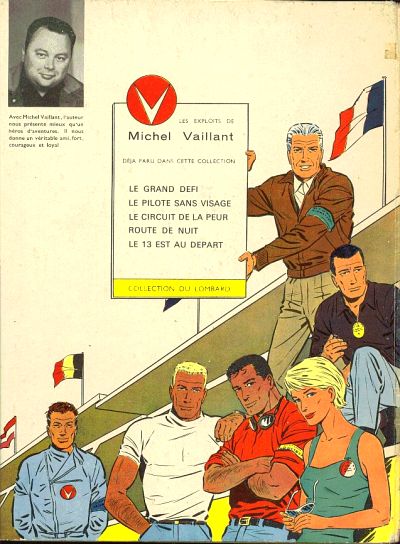 Avec Michel Vaillant, l'auteur
nous présente mieux qu'un
héros d'aventures. Il nous
donne un véritable ami, fort,
courageux et loyal
V
LES EXPLOITS DE
Michel Vaillant
DÉJA PARU DANS CETTE COLLECTION
LE GRAND DEFI
LE PILOTE SANS VISAGE
LE CIRCUIT DE LA PEUR
ROUTE DE NUIT
LE 13 EST AU DEPART
COLLECTION DU LOMBARD
V